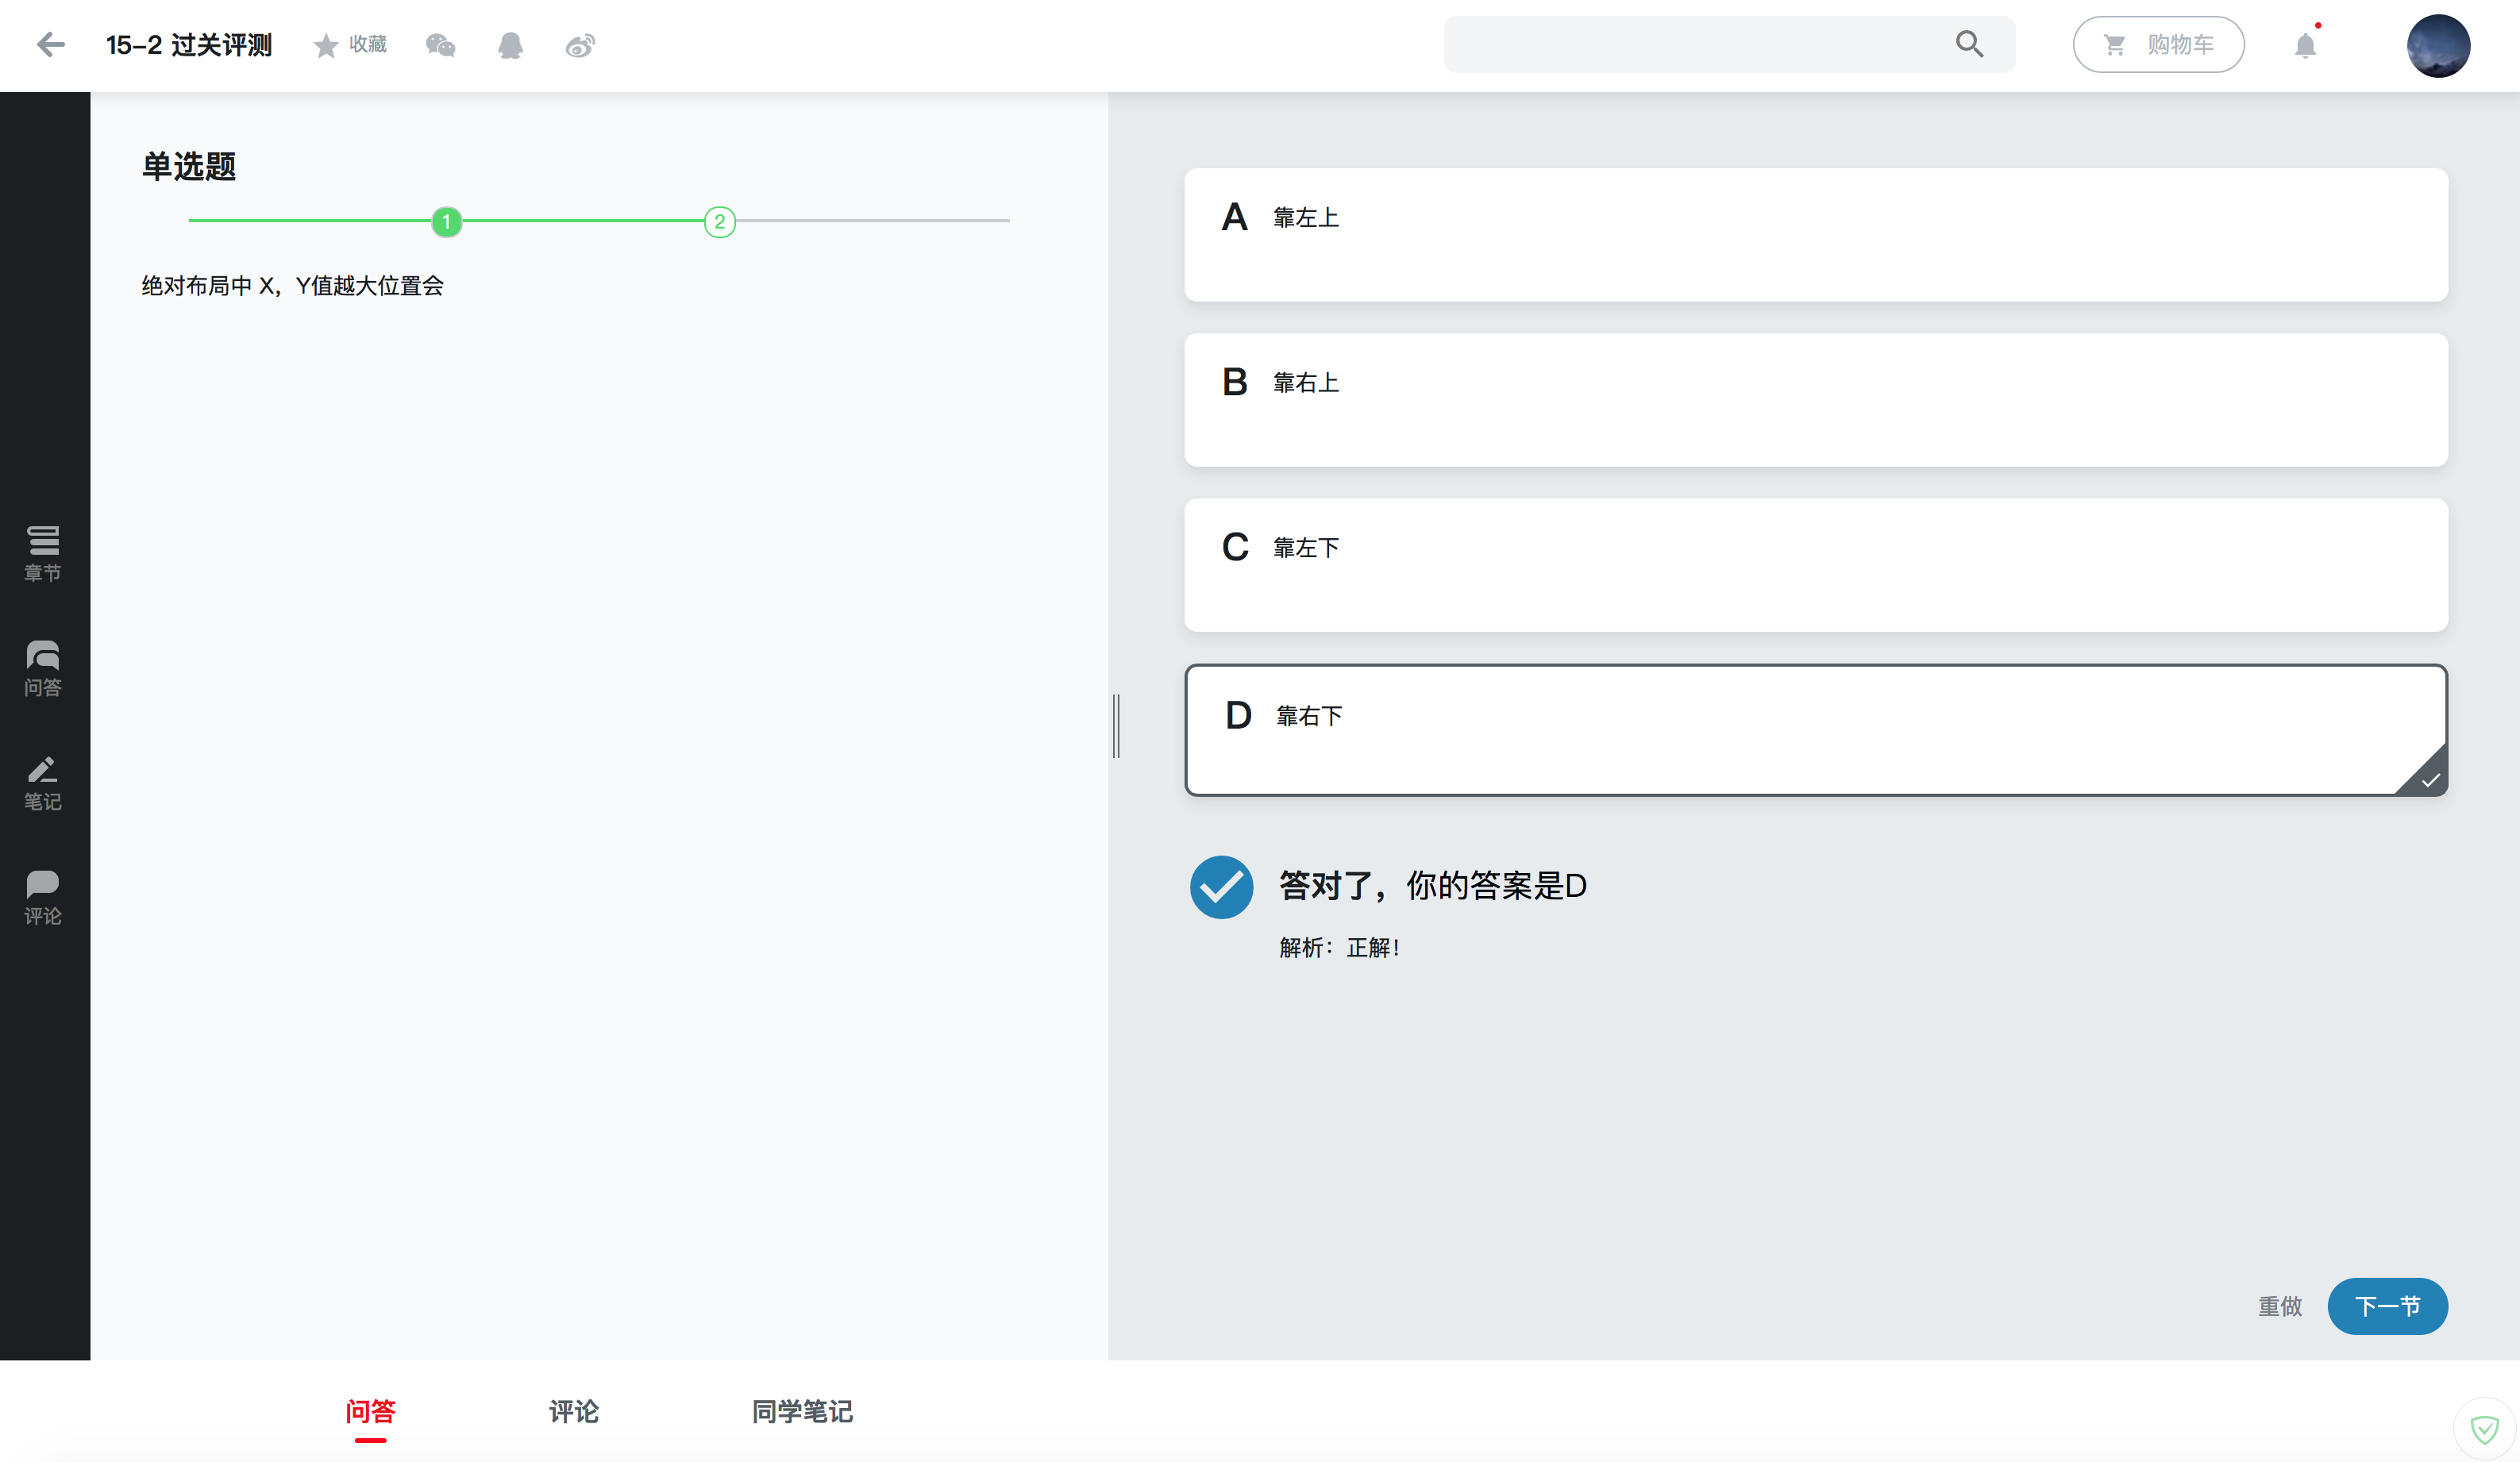 15-2 过关评测
收藏
购物车
章节
问答
笔记
评论
单选题
1
2
绝对布局中 X，Y值越大位置会
A 靠左上
B 靠右上
C 靠左下
D 靠右下
答对了，你的答案是D
解析：正解！
重做
下一节
问答
评论
同学笔记